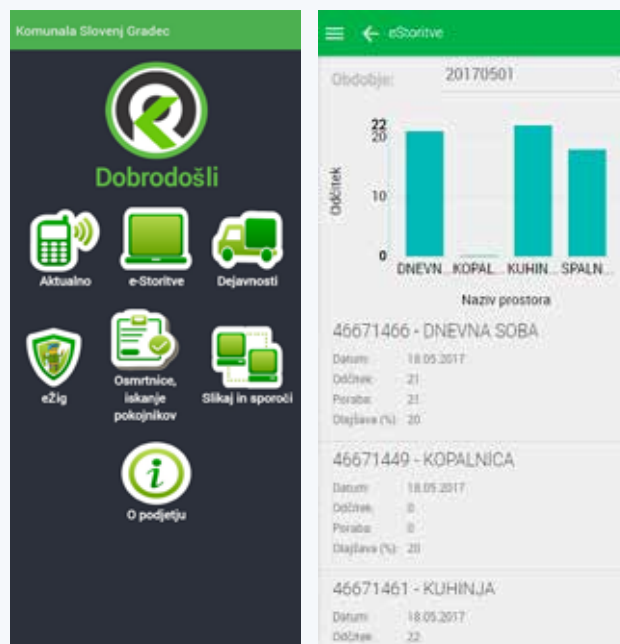 Komunala Slovenj Gradec
Dobrodošli
Aktualno
e-Storitve
Dejavnosti
eŽig
Osmrtnice,
iskanje
pokojnikov
Slikaj in sporoči
O podjetju
eStoritve
Obdobje:
20170501
Odčitek
22
20
10
0
DNEVN... KOPAL... KUHIN... SPALN...
Naziv prostora
46671466 - DNEVNA SOBA
Datum: 18.05.2017
Odčitek: 21
Poraba: 21
Olajšava (%): 20
46671449 - KOPALNICA
Datum: 18.05.2017
Odčitek: 0
Poraba: 0
Olajšava (%): 20
46671461 - KUHINJA
Datum: 18.05.2017
Odčitek: 22